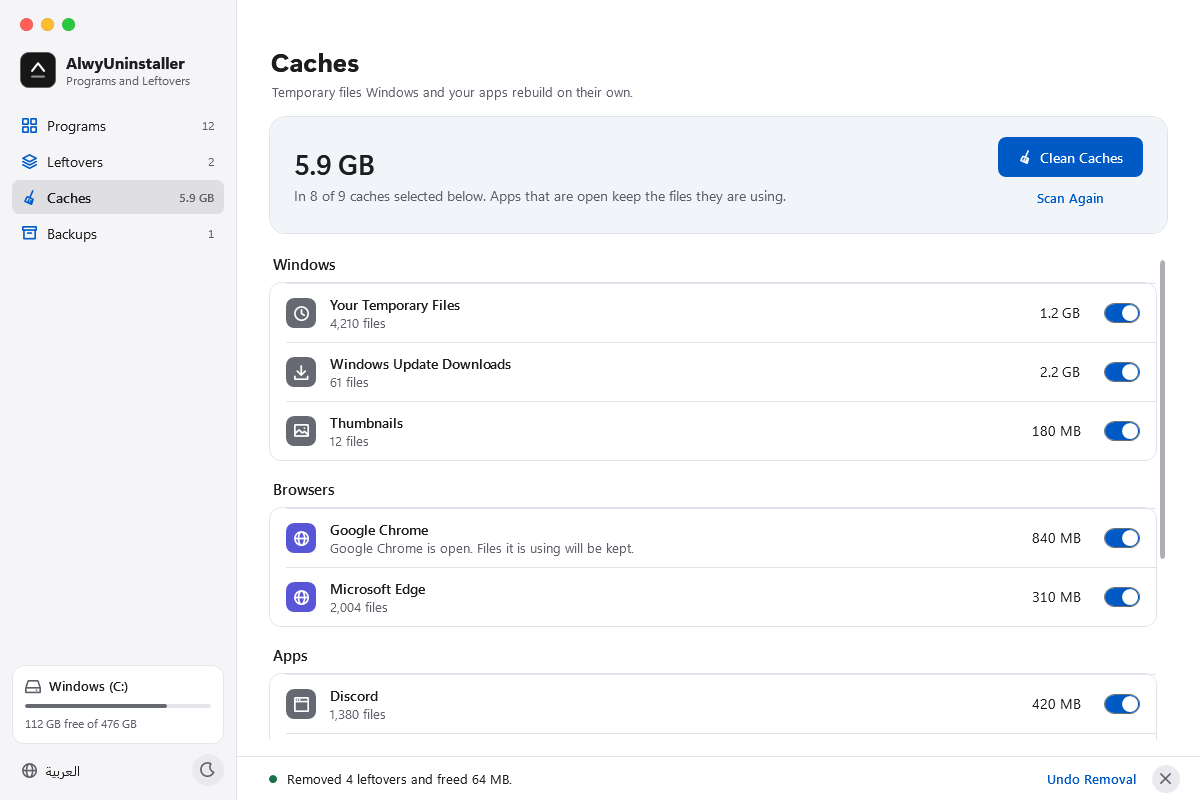 AlwyUninstaller
Programs and Leftovers
Programs 12
Leftovers 2
Caches 5.9 GB
Backups 1
Windows (C:)
112 GB free of 476 GB
العربية
Caches
Temporary files Windows and your apps rebuild on their own.
5.9 GB
In 8 of 9 caches selected below. Apps that are open keep the files they are using.
Clean Caches
Scan Again
Windows
Your Temporary Files
4,210 files
1.2 GB
Windows Update Downloads
61 files
2.2 GB
Thumbnails
12 files
180 MB
Browsers
Google Chrome
Google Chrome is open. Files it is using will be kept.
840 MB
Microsoft Edge
2,004 files
310 MB
Apps
Discord
1,380 files
420 MB
Removed 4 leftovers and freed 64 MB.
Undo Removal